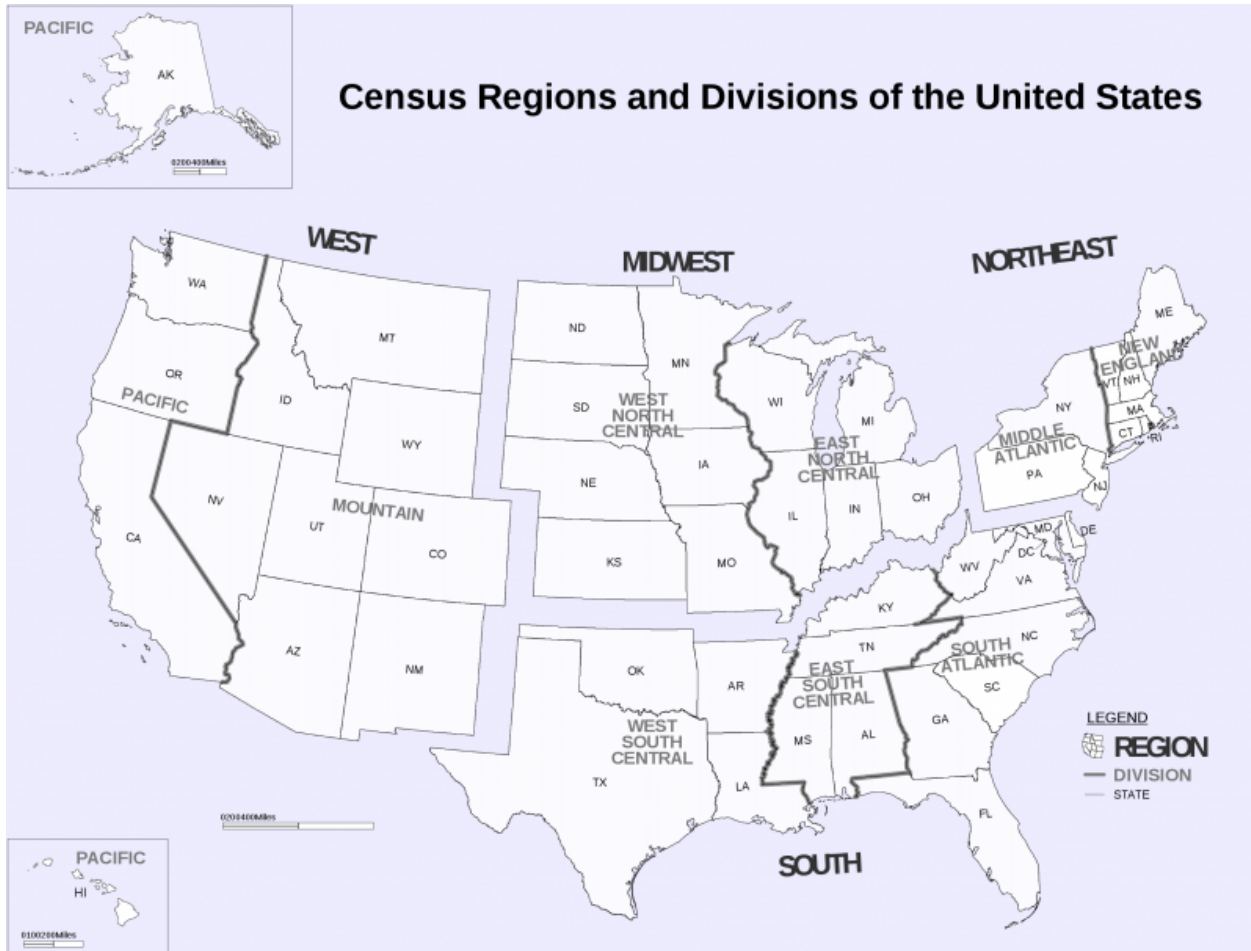 PACIFIC
AK
0200400Miles
Census Regions and Divisions of the United States
WEST
MIDWEST
NORTHEAST
WA
MT
ND
MN
ME
OR
PACIFIC
ID
SD
WEST
NORTH
CENTRAL
WI
MI
NEW
ENGLAND
VT
NH
NY
MA
CT
RI
WY
IA
EAST
NORTH
CENTRAL
MIDDLE
ATLANTIC
PA
NJ
NV
MOUNTAIN
UT
CO
NE
IL
IN
OH
CA
KS
MO
WV
MD
DE
DC
VA
KY
AZ
NM
OK
AR
TN
NC
EAST
SOUTH
CENTRAL
SOUTH
ATLANTIC
SC
WEST
SOUTH
CENTRAL
TX
LA
MS
AL
GA
FL
LEGEND
REGION
DIVISION
STATE
0200400Miles
SOUTH
PACIFIC
HI
0100200Miles